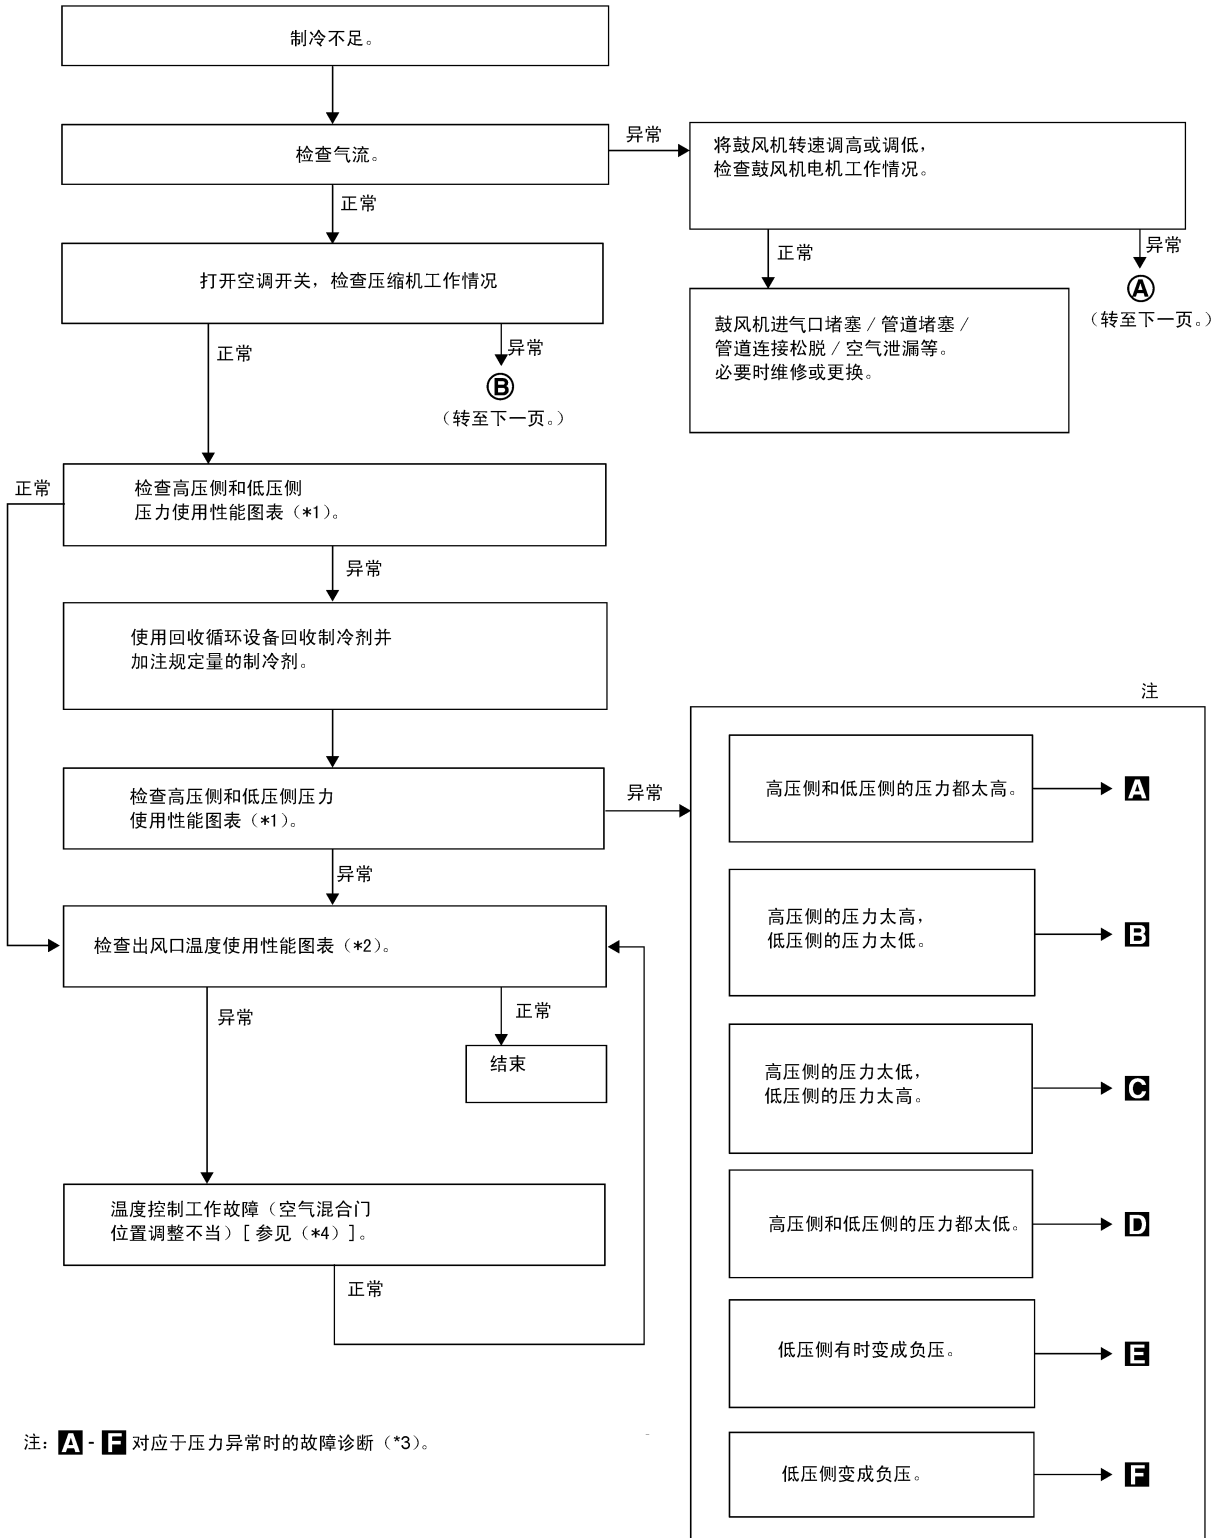 制冷不足。
检查气流。
异常
将鼓风机转速调高或调低，
检查鼓风机电机工作情况。
正常
正常
异常
A
（转至下一页。）
打开空调开关，检查压缩机工作情况
鼓风机进气口堵塞 / 管道堵塞 /
管道连接松脱 / 空气泄漏等。
必要时维修或更换。
正常
异常
B
（转至下一页。）
正常
检查高压侧和低压侧
压力使用性能图表（*1）。
异常
使用回收循环设备回收制冷剂并
加注规定量的制冷剂。
检查高压侧和低压侧压力
使用性能图表（*1）。
异常
异常
检查出风口温度使用性能图表（*2）。
异常
正常
结束
温度控制工作故障（空气混合门
位置调整不当）[ 参见（*4）]。
正常
注
高压侧和低压侧的压力都太高。
A
高压侧的压力太高，
低压侧的压力太低。
B
高压侧的压力太低，
低压侧的压力太高。
C
高压侧和低压侧的压力都太低。
D
低压侧有时变成负压。
E
低压侧变成负压。
F
注: A - F 对应于压力异常时的故障诊断（*3）。